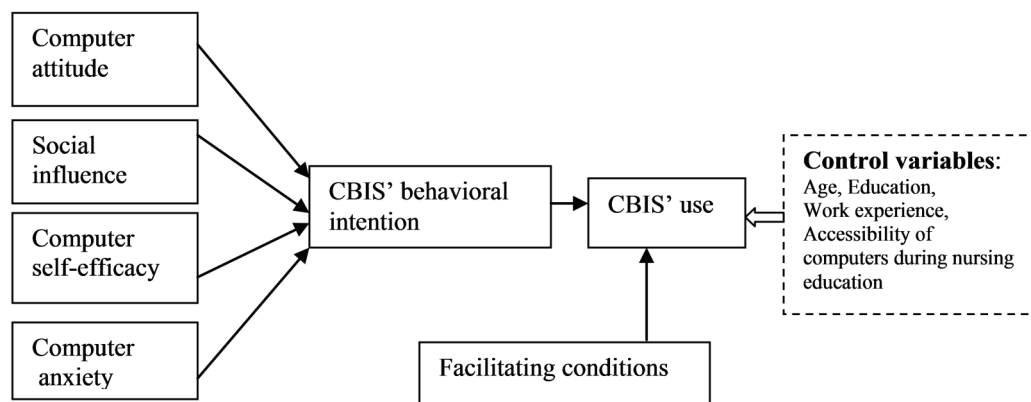 Computer
attitude
Social
influence
Computer
self-efficacy
Computer
anxiety
CBIS’ behavioral
intention
CBIS’ use
Facilitating conditions
Control variables:
Age, Education,
Work experience,
Accessibility of
computers during nursing
education